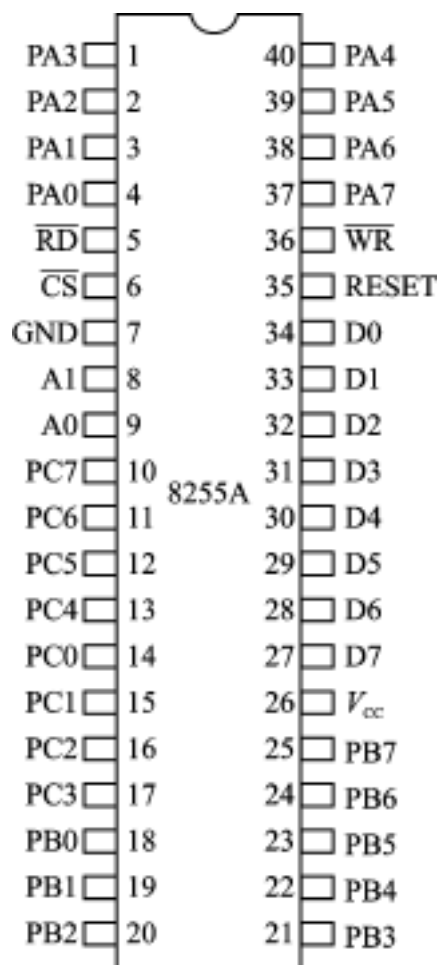 PA3 1 40 PA4
PA2 2 39 PA5
PA1 3 38 PA6
PA0 4 37 PA7
R̅D̅ 5 36 W̅R̅
C̅S̅ 6 35 RESET
GND 7 34 D0
A1 8 33 D1
A0 9 32 D2
PC7 10 31 D3
8255A
PC6 11 30 D4
PC5 12 29 D5
PC4 13 28 D6
PC0 14 27 D7
PC1 15 26 Vcc
PC2 16 25 PB7
PC3 17 24 PB6
PB0 18 23 PB5
PB1 19 22 PB4
PB2 20 21 PB3